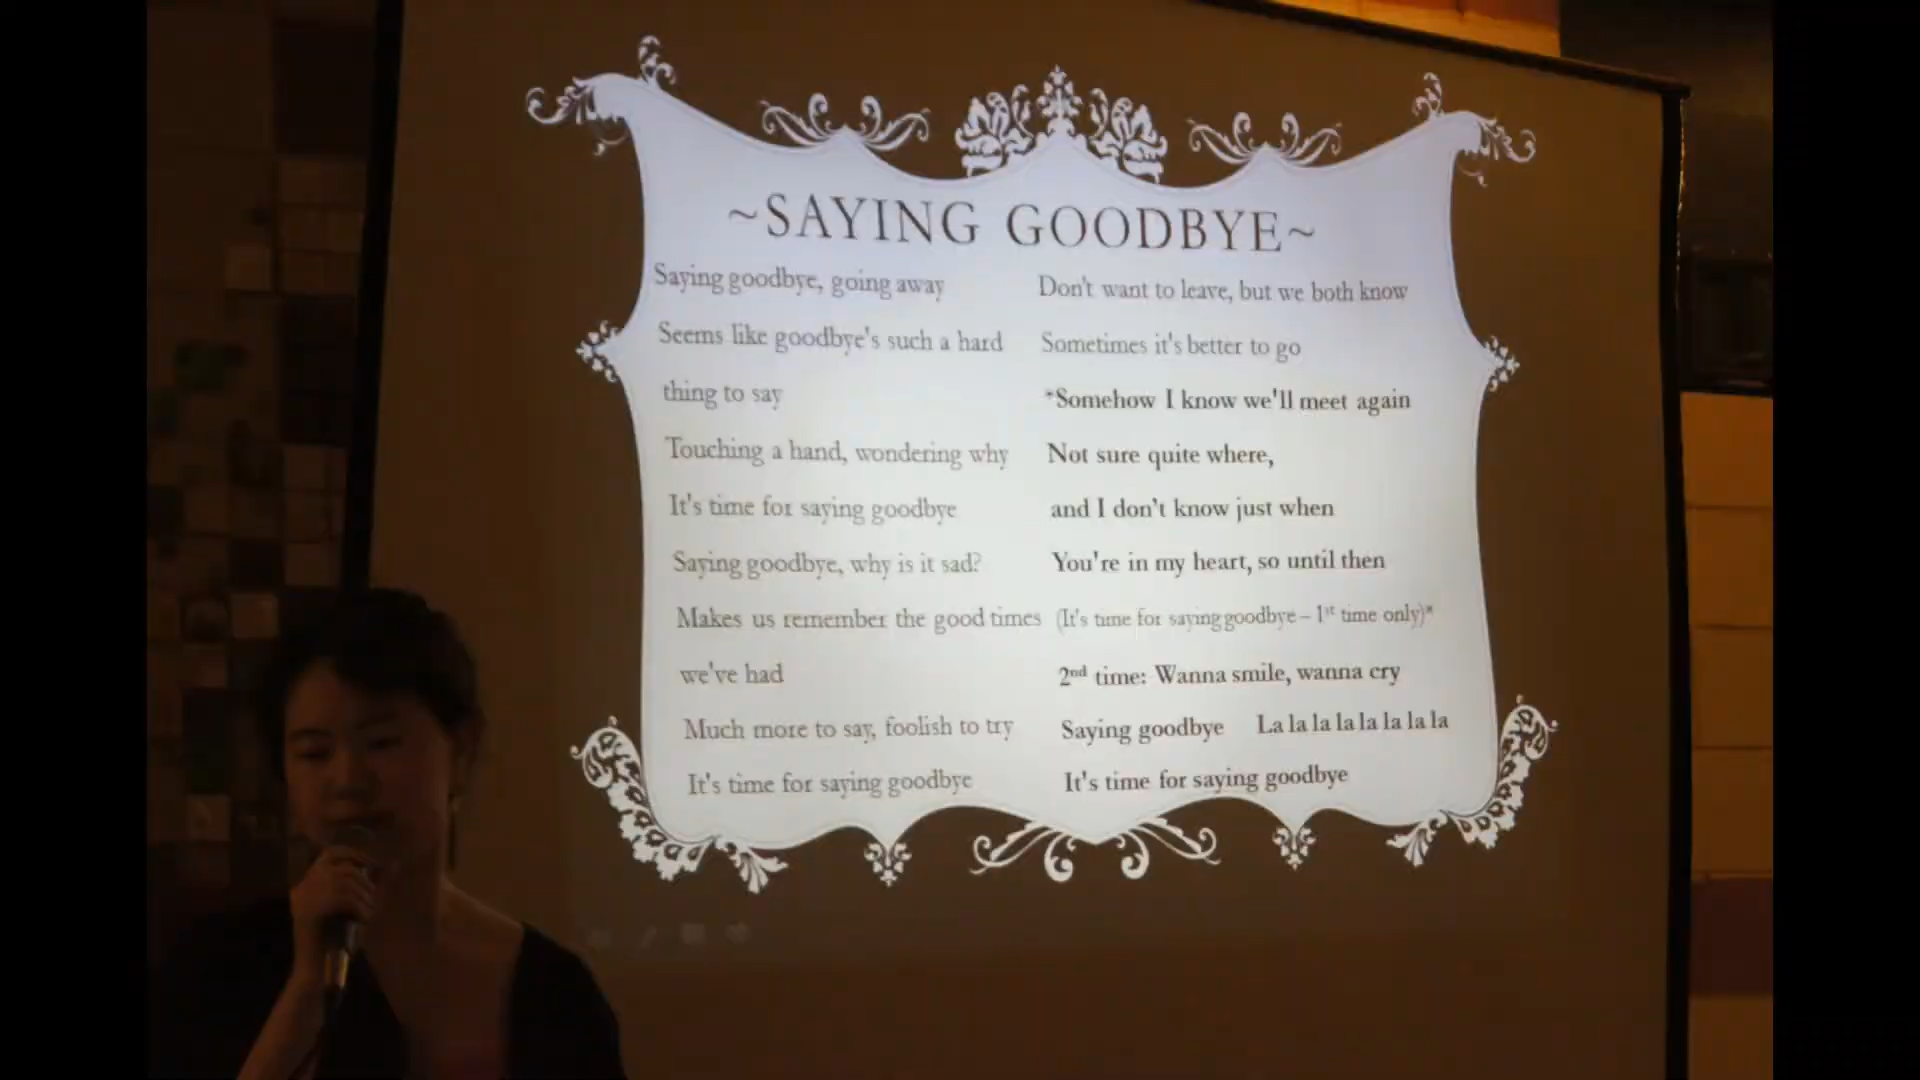 ~SAYING GOODBYE~
Saying goodbye, going away
Seems like goodbye's such a hard
thing to say
Touching a hand, wondering why
It's time for saying goodbye
Saying goodbye, why is it sad?
Makes us remember the good times
we've had
Much more to say, foolish to try
It's time for saying goodbye
Don't want to leave, but we both know
Sometimes it's better to go
*Somehow I know we'll meet again
Not sure quite where,
and I don't know just when
You're in my heart, so until then
(It's time for saying goodbye – 1st time only)*
2nd time: Wanna smile, wanna cry
Saying goodbye La la la la la la la la
It's time for saying goodbye